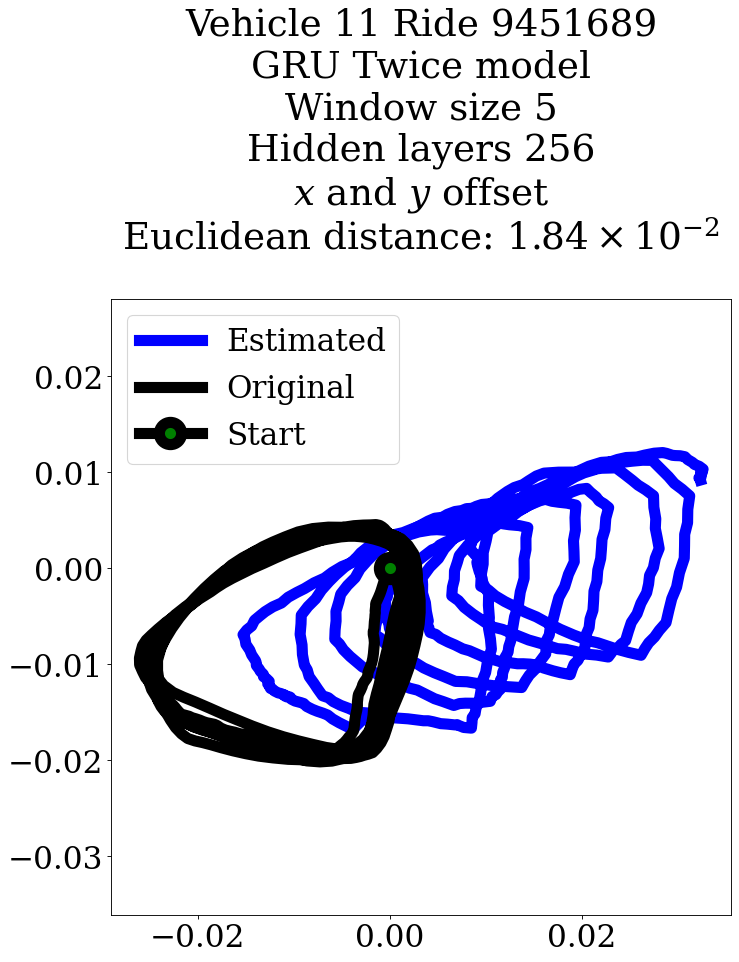 Vehicle 11 Ride 9451689
GRU Twice model
Window size 5
Hidden layers 256
x and y offset
Euclidean distance: 1.84 × 10⁻²
Estimated
Original
Start
0.02
0.01
0.00
−0.01
−0.02
−0.03
−0.02 0.00 0.02